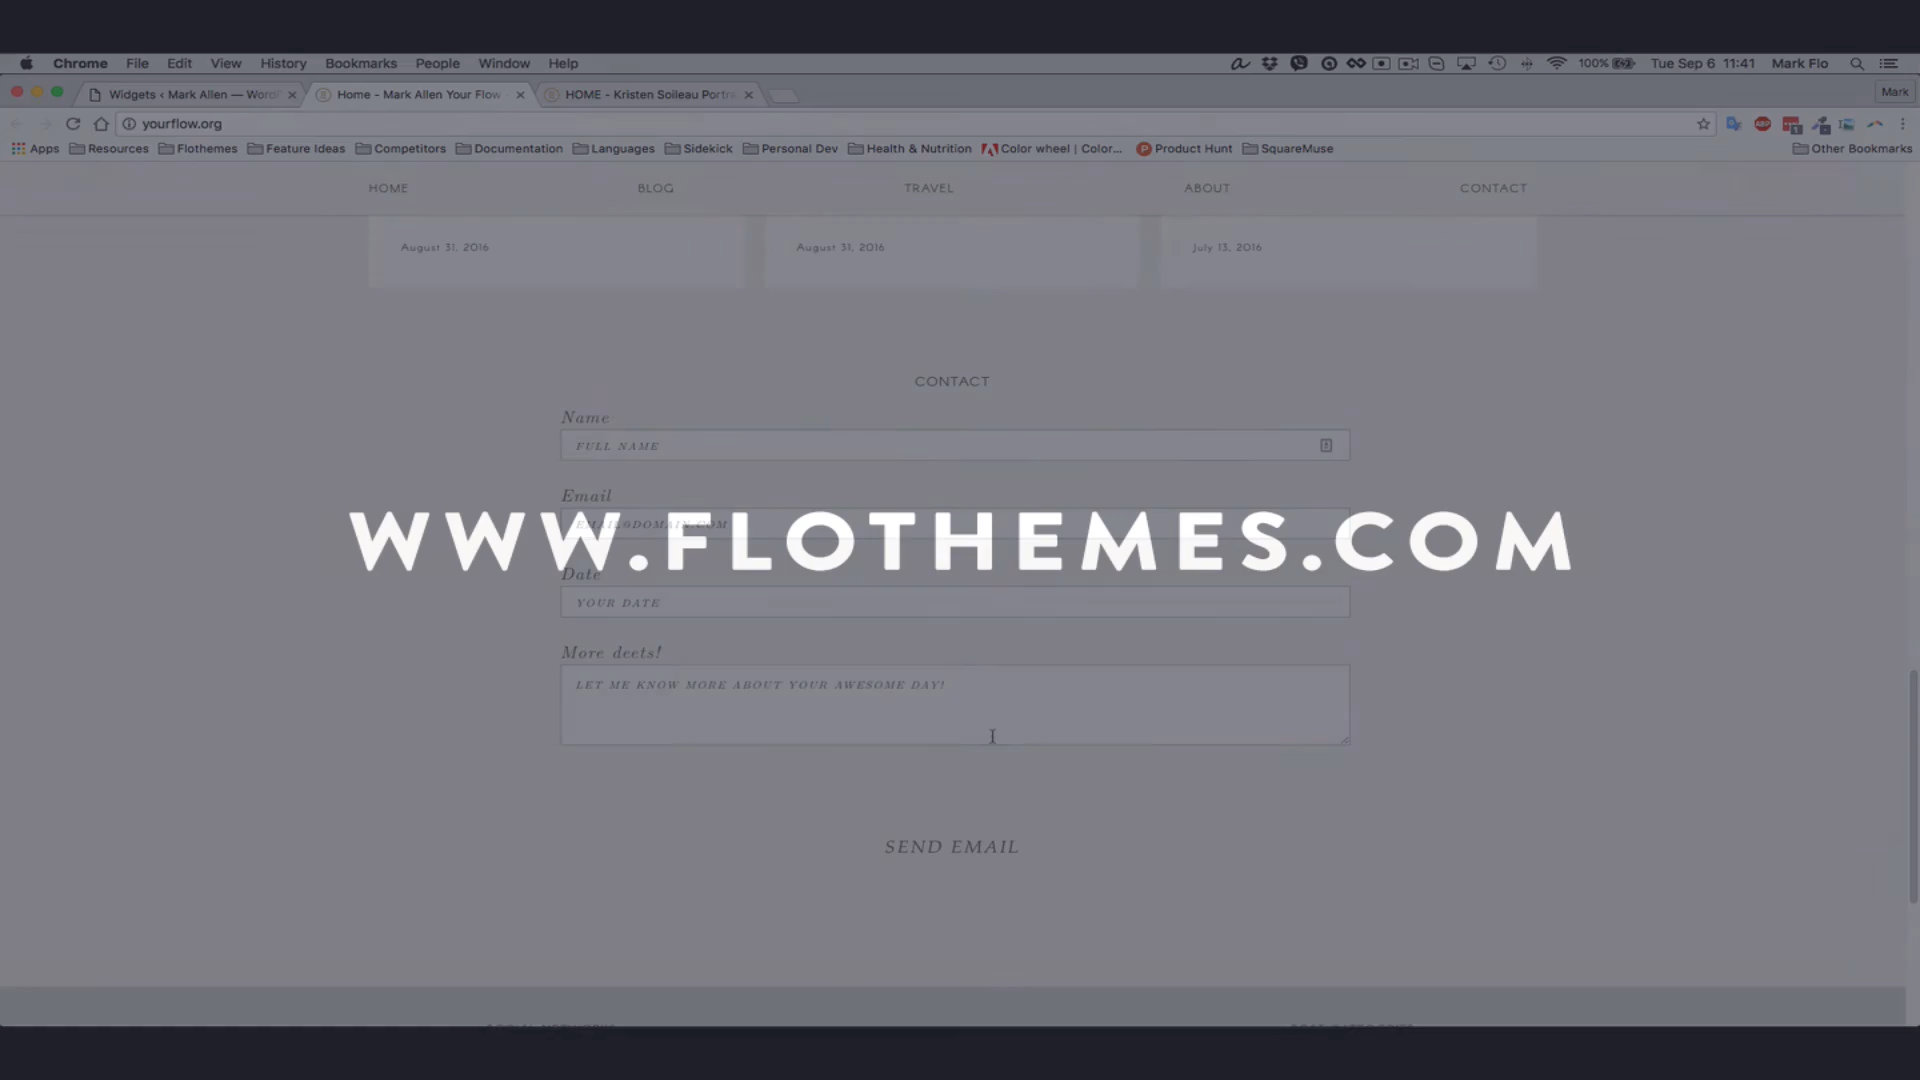 Chrome File Edit View History Bookmarks People Window Help 100% Tue Sep 6 11:41 Mark Flo
Widgets ‹ Mark Allen — WordP Home - Mark Allen Your Flow HOME - Kristen Soileau Portra Mark
yourflow.org
Apps Resources Flothemes Feature Ideas Competitors Documentation Languages Sidekick Personal Dev Health & Nutrition Color wheel | Color... Product Hunt SquareMuse Other Bookmarks
HOME BLOG TRAVEL ABOUT CONTACT
August 31, 2016 August 31, 2016 July 13, 2016
CONTACT
Name
FULL NAME
Email
EMAIL@DOMAIN.COM
WWW.FLOTHEMES.COM
Date
YOUR DATE
More deets!
LET ME KNOW MORE ABOUT YOUR AWESOME DAY!
SEND EMAIL